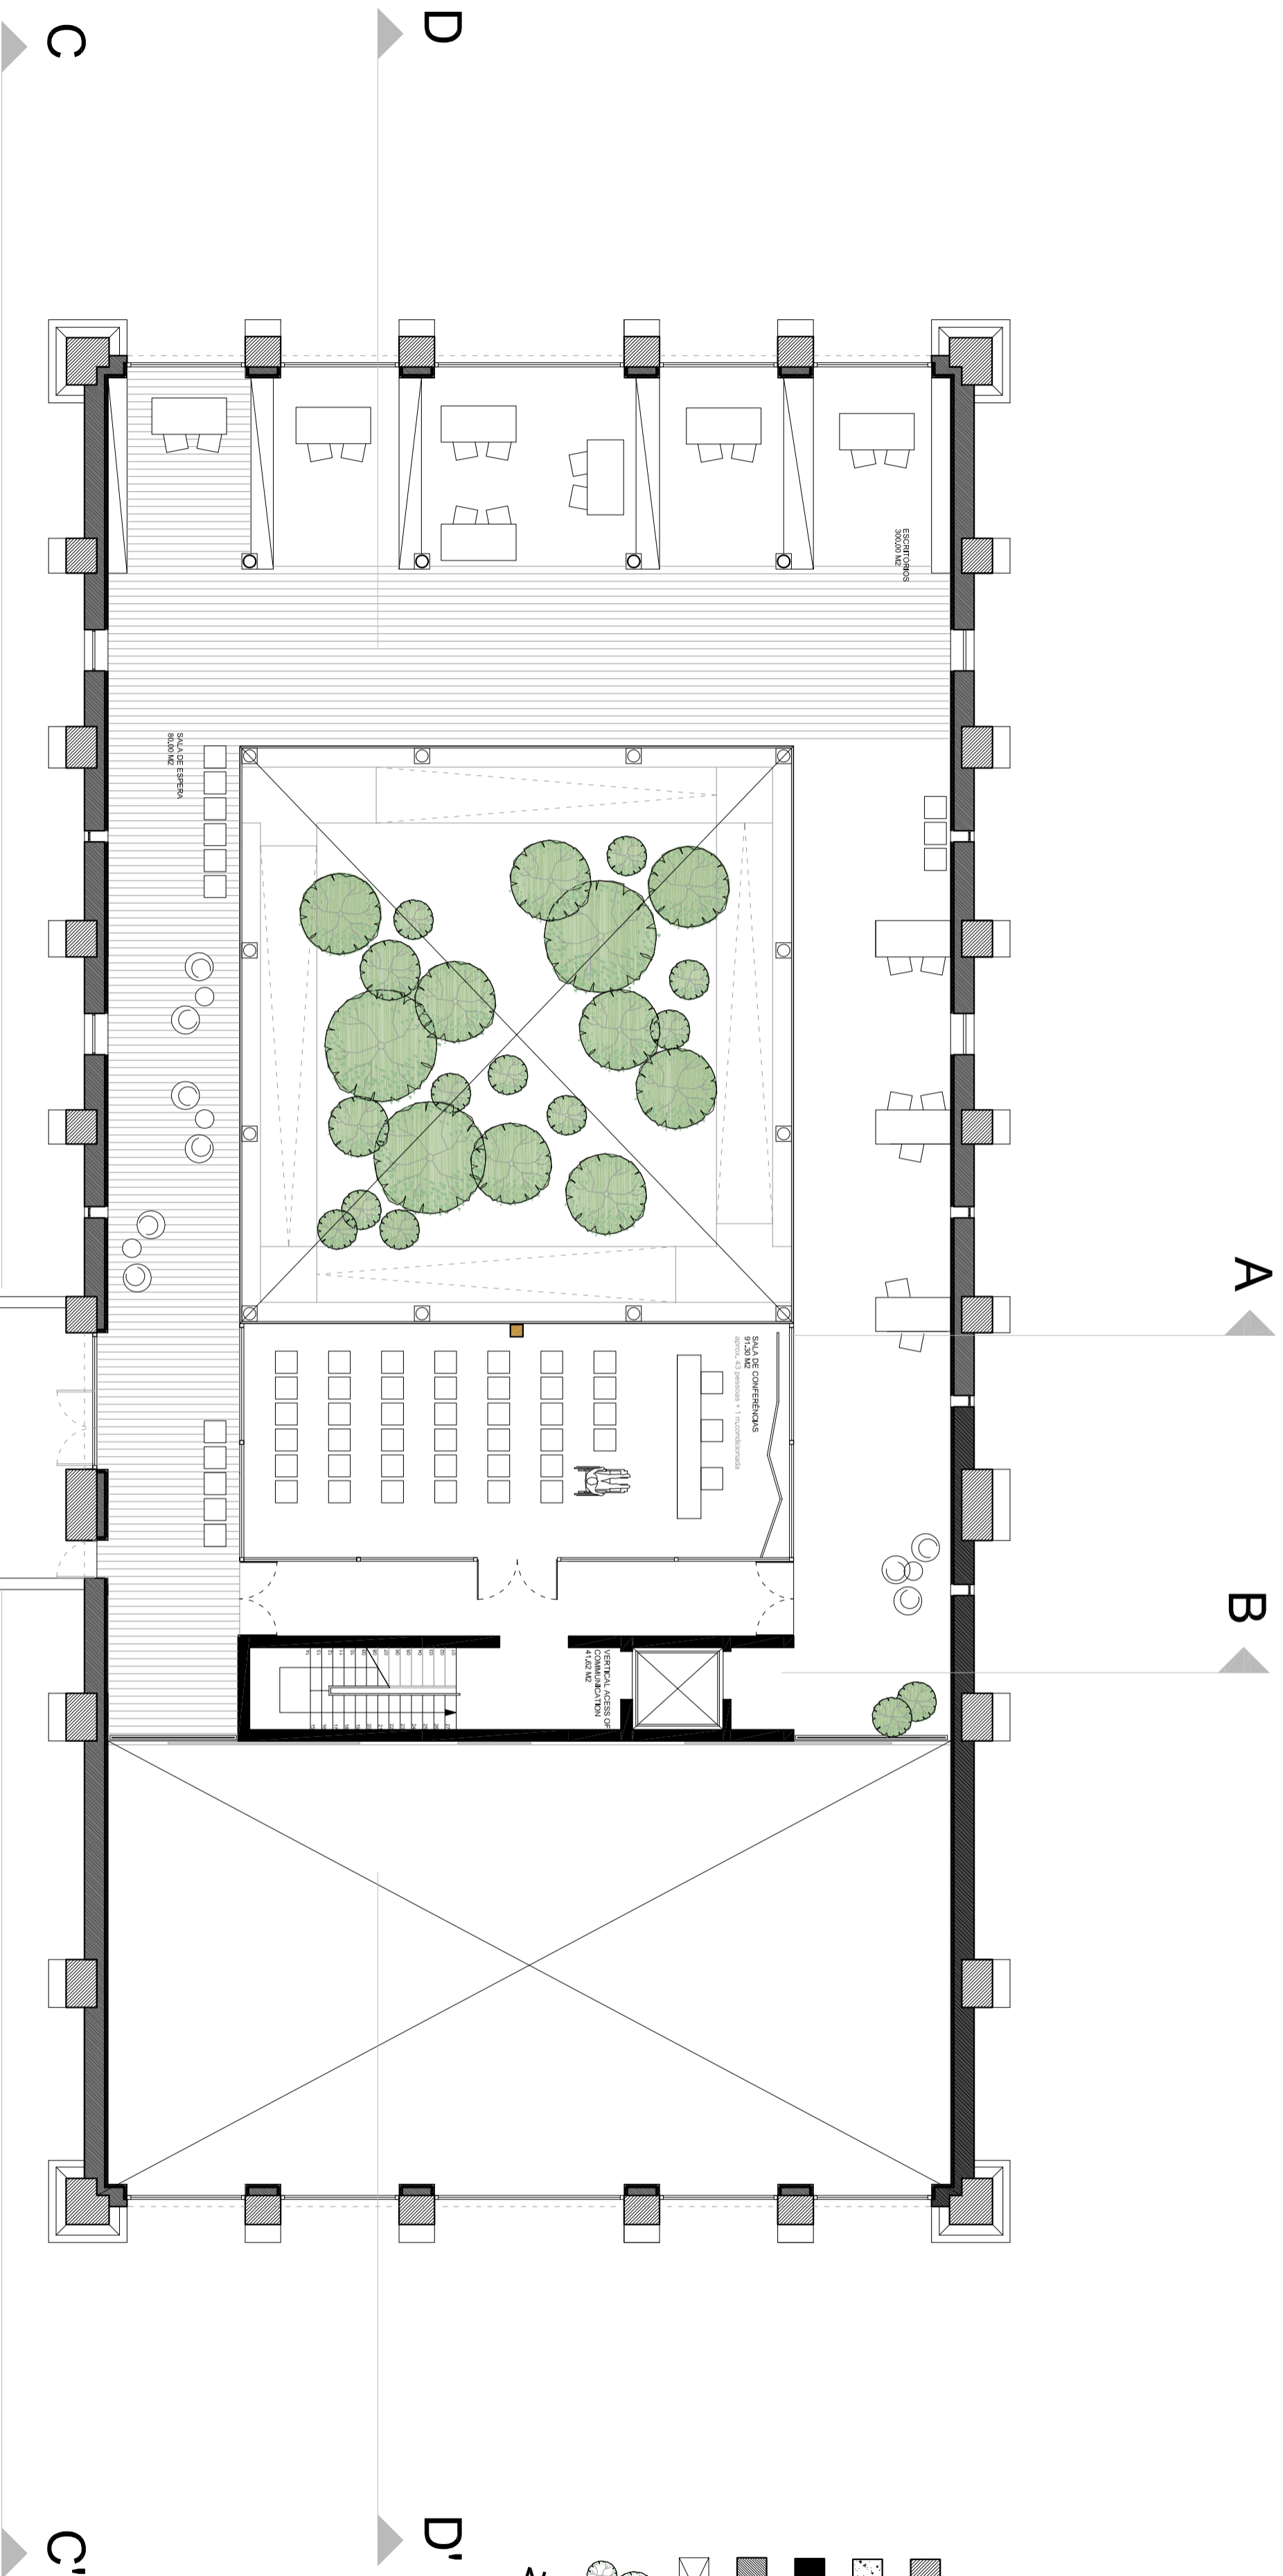 C
D
A
B
ESCRITÓRIOS
300,00 M2
SALA DE ESPERA
80,00 M2
SALA DE CONFERÊNCIAS
91,30 M2
aprox. 43 pessoas + 1 m.condicionada
VERTICAL ACESS OF
COMMUNICATION
41,62 M2
C'
D'